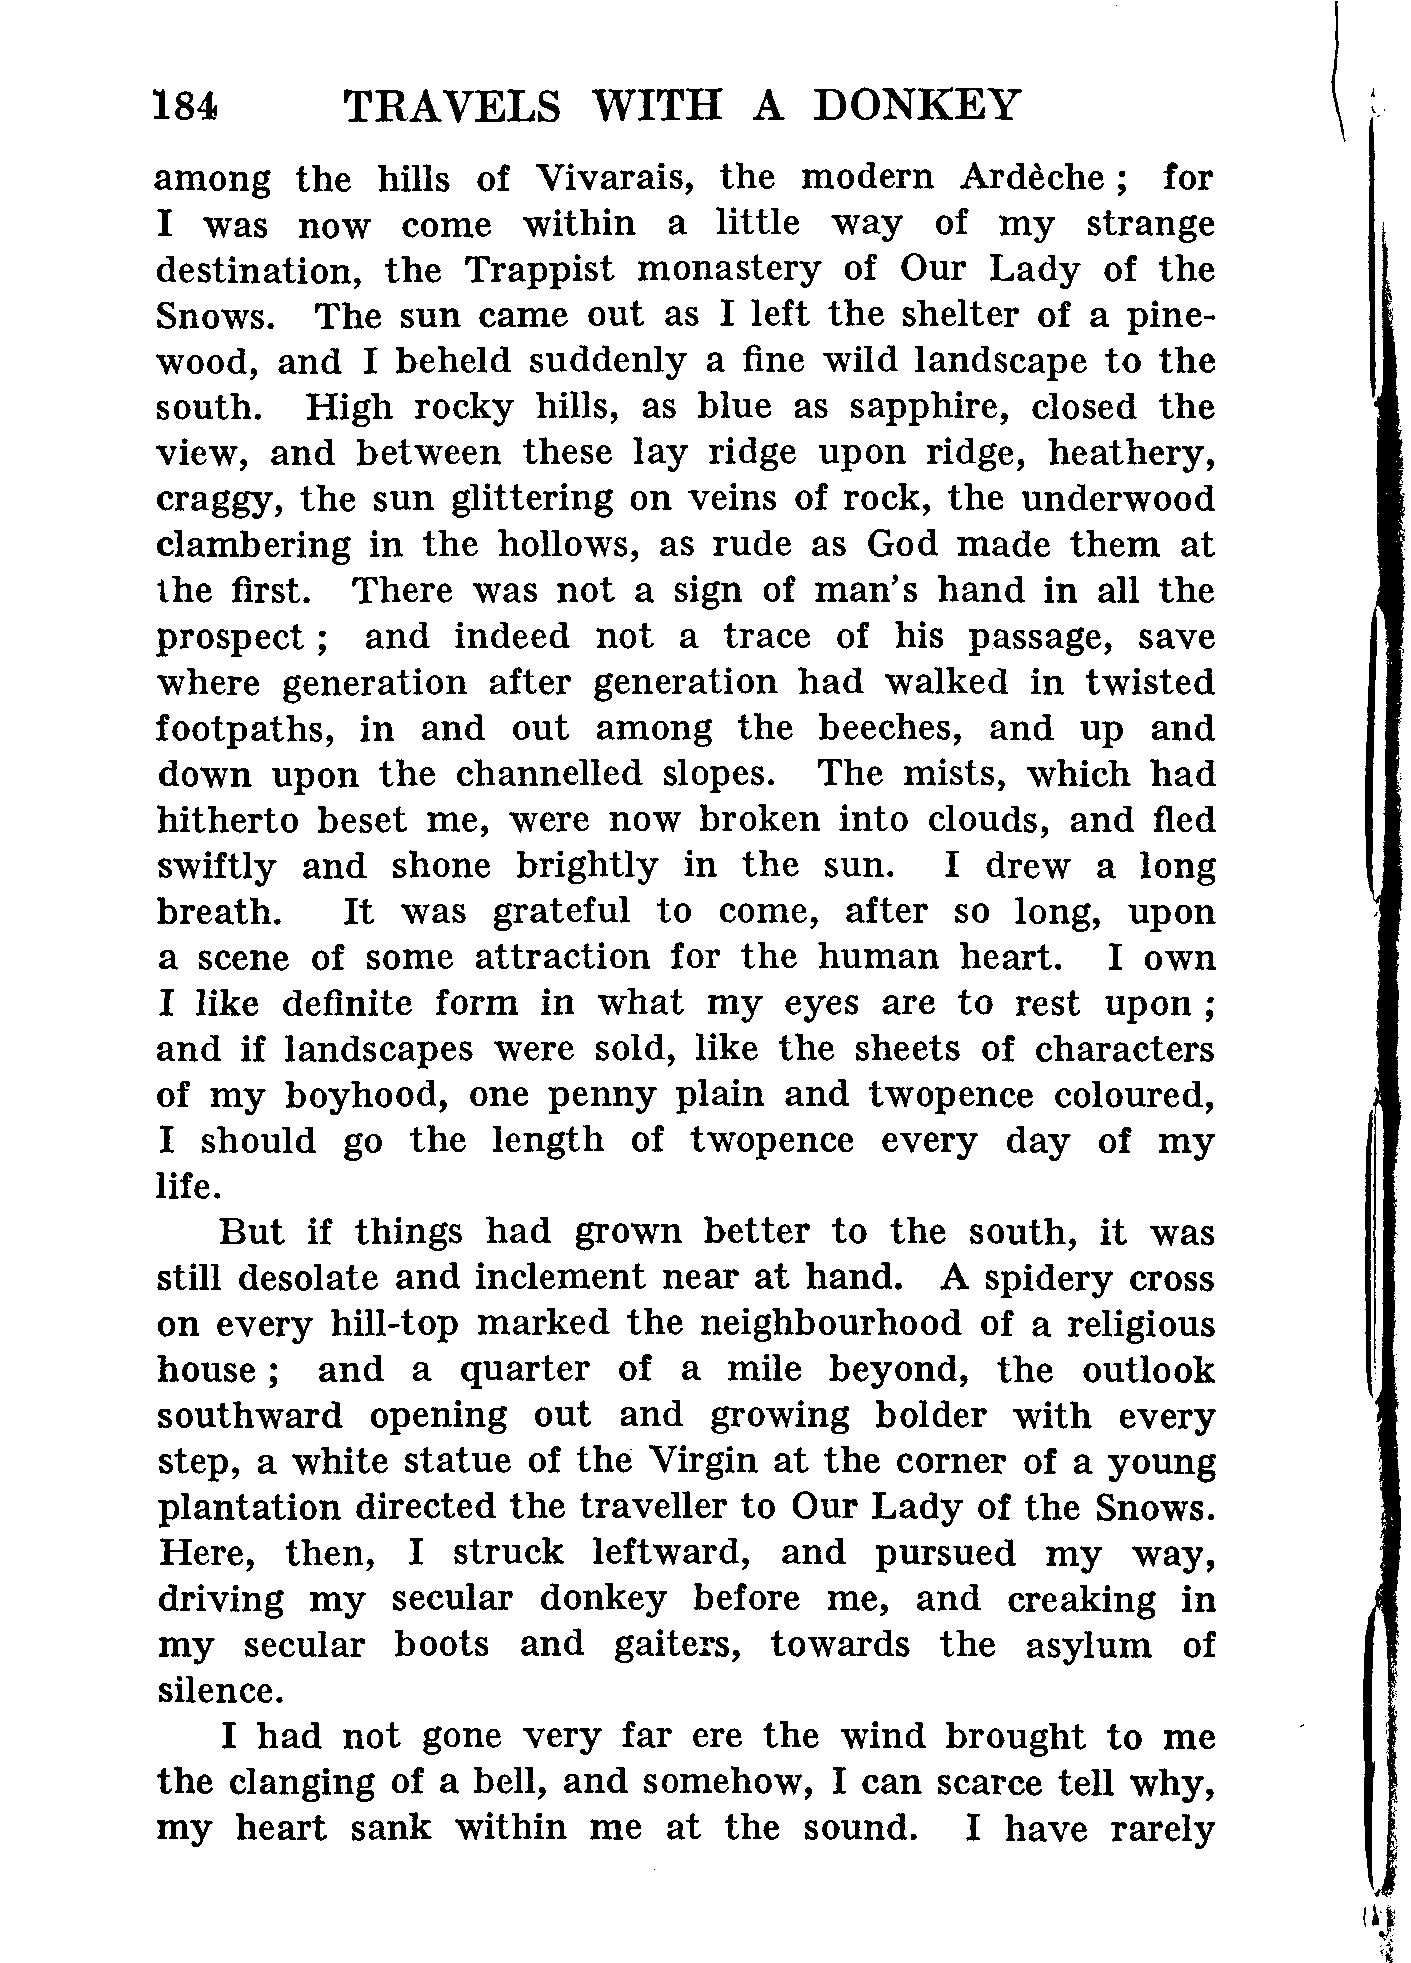 184 TRAVELS WITH A DONKEY
among the hills of Vivarais, the modern Ardèche ; for
I was now come within a little way of my strange
destination, the Trappist monastery of Our Lady of the
Snows. The sun came out as I left the shelter of a pine-
wood, and I beheld suddenly a fine wild landscape to the
south. High rocky hills, as blue as sapphire, closed the
view, and between these lay ridge upon ridge, heathery,
craggy, the sun glittering on veins of rock, the underwood
clambering in the hollows, as rude as God made them at
the first. There was not a sign of man's hand in all the
prospect ; and indeed not a trace of his passage, save
where generation after generation had walked in twisted
footpaths, in and out among the beeches, and up and
down upon the channelled slopes. The mists, which had
hitherto beset me, were now broken into clouds, and fled
swiftly and shone brightly in the sun. I drew a long
breath. It was grateful to come, after so long, upon
a scene of some attraction for the human heart. I own
I like definite form in what my eyes are to rest upon ;
and if landscapes were sold, like the sheets of characters
of my boyhood, one penny plain and twopence coloured,
I should go the length of twopence every day of my
life.
But if things had grown better to the south, it was
still desolate and inclement near at hand. A spidery cross
on every hill-top marked the neighbourhood of a religious
house ; and a quarter of a mile beyond, the outlook
southward opening out and growing bolder with every
step, a white statue of the Virgin at the corner of a young
plantation directed the traveller to Our Lady of the Snows.
Here, then, I struck leftward, and pursued my way,
driving my secular donkey before me, and creaking in
my secular boots and gaiters, towards the asylum of
silence.
I had not gone very far ere the wind brought to me
the clanging of a bell, and somehow, I can scarce tell why,
my heart sank within me at the sound. I have rarely